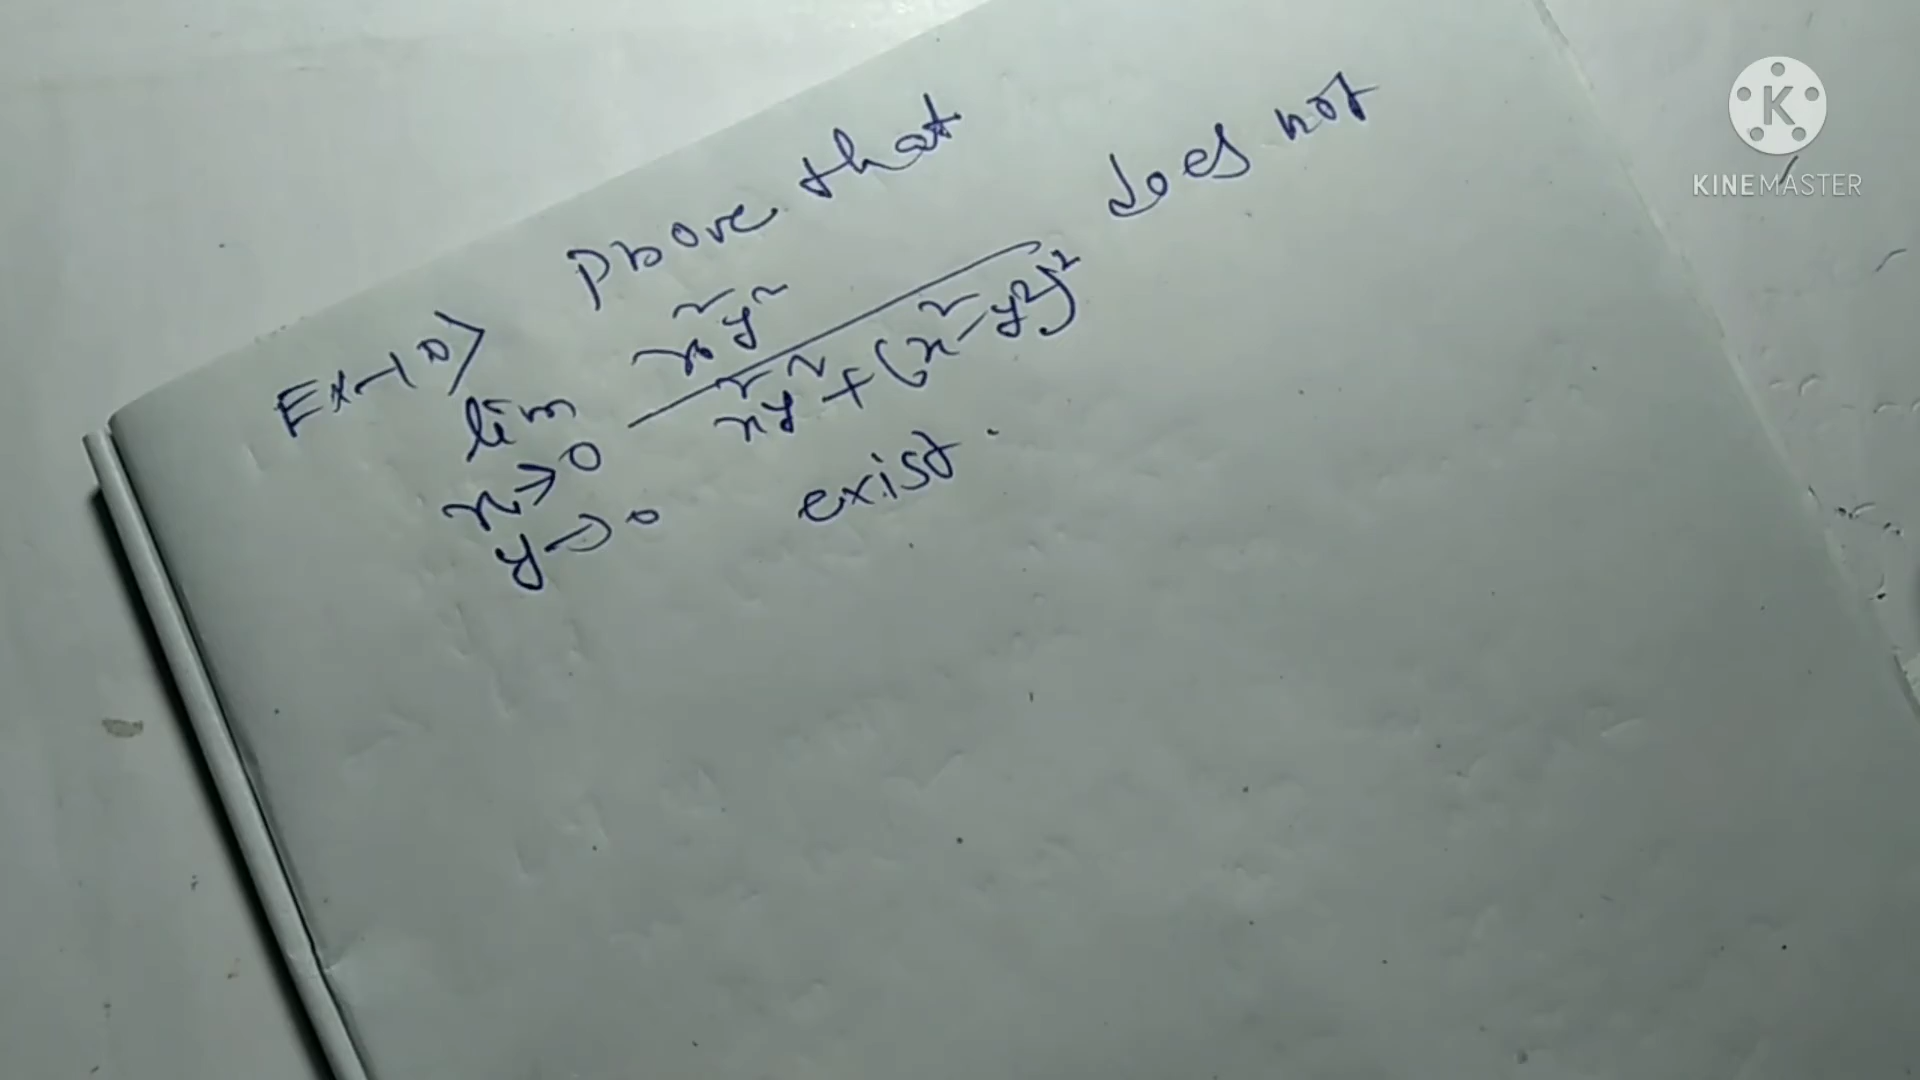 Ex-10> prove that
lim x²y² / x²y² + (x² - y²)² does not
x→0
y→0 exist.
KINEMASTER